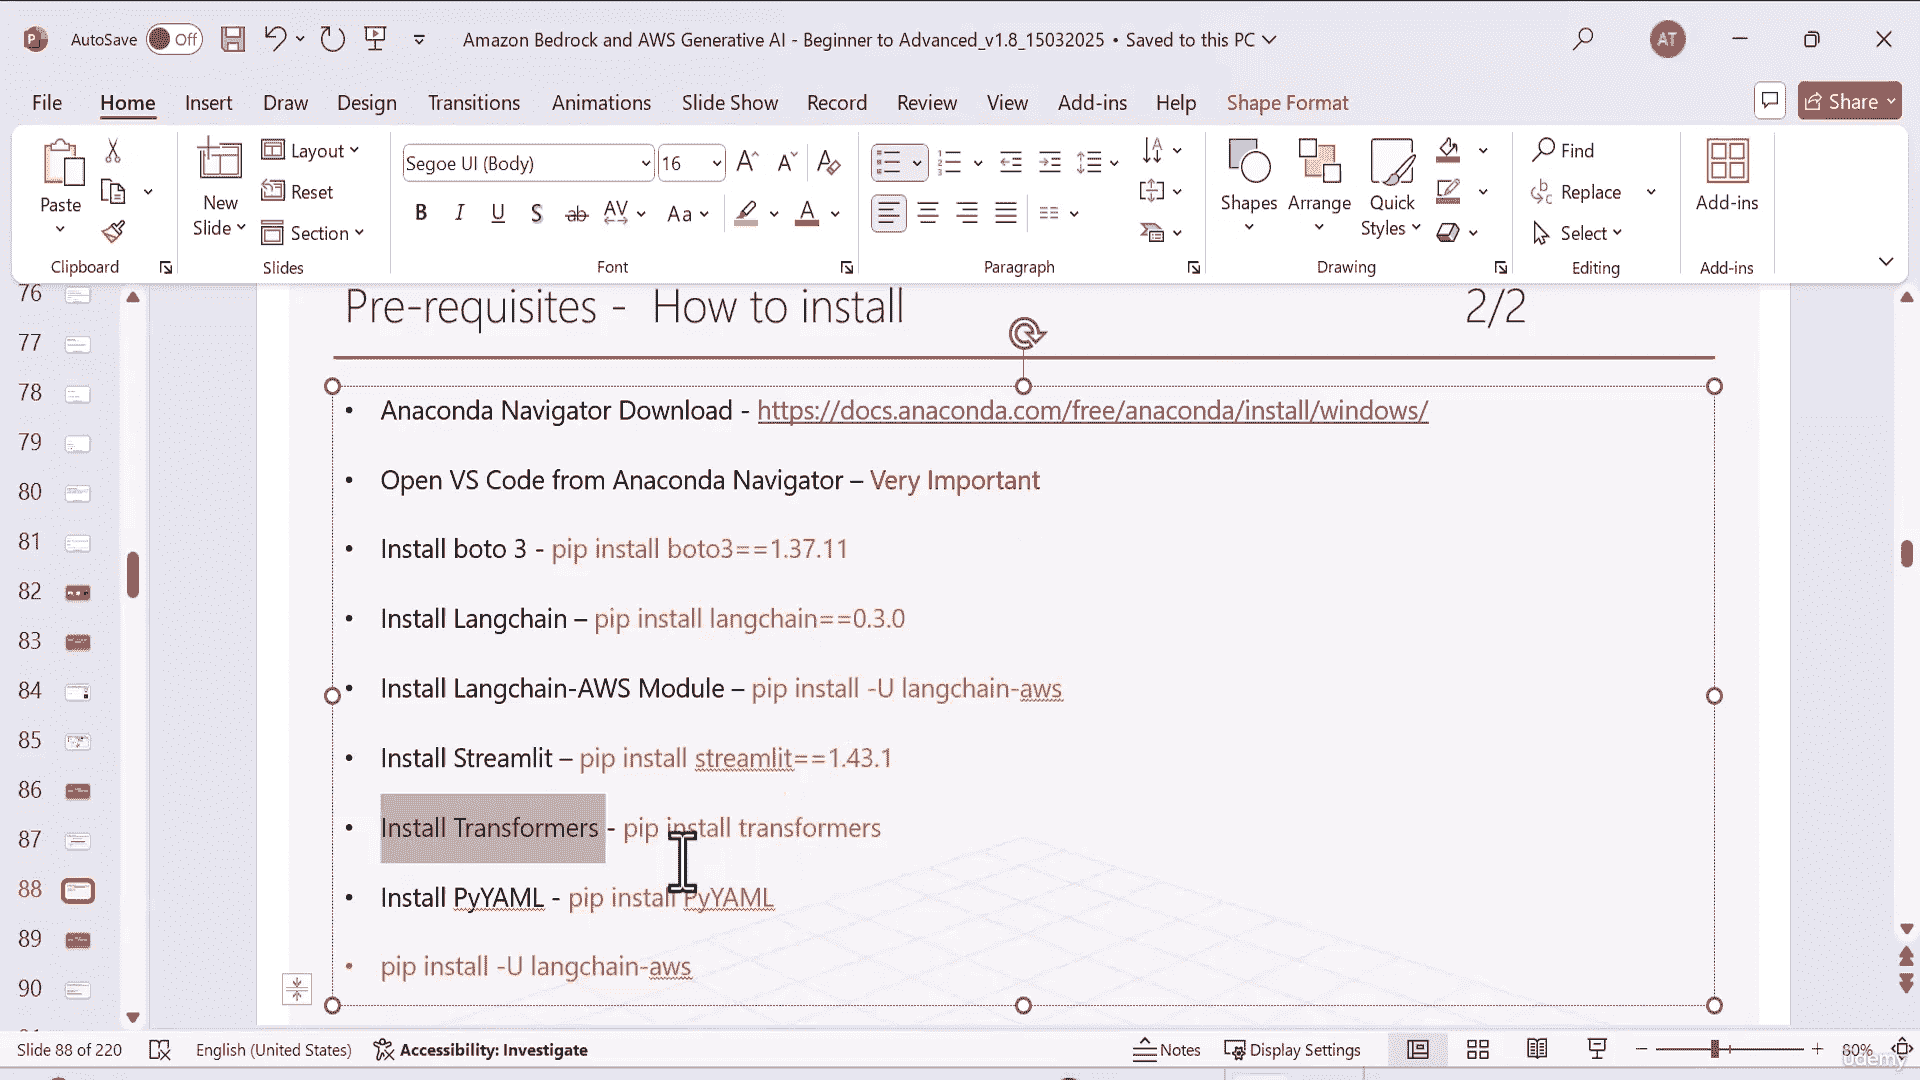 AutoSave Off Amazon Bedrock and AWS Generative AI - Beginner to Advanced_v1.8_15032025 • Saved to this PC AT
File Home Insert Draw Design Transitions Animations Slide Show Record Review View Add-ins Help Shape Format Share
Paste
New
Slide
Layout
Reset
Section
Segoe UI (Body) 16
B I U S ab AV Aa A
Shapes Arrange Quick
Styles
Find
Replace
Select
Add-ins
Clipboard Slides Font Paragraph Drawing Editing Add-ins
76
77
78
79
80
81
82
83
84
85
86
87
88
89
90
Pre-requisites - How to install 2/2
• Anaconda Navigator Download - https://docs.anaconda.com/free/anaconda/install/windows/
• Open VS Code from Anaconda Navigator – Very Important
• Install boto 3 - pip install boto3==1.37.11
• Install Langchain – pip install langchain==0.3.0
• Install Langchain-AWS Module – pip install -U langchain-aws
• Install Streamlit – pip install streamlit==1.43.1
• Install Transformers - pip install transformers
• Install PyYAML - pip install PyYAML
• pip install -U langchain-aws
Slide 88 of 220 English (United States) Accessibility: Investigate Notes Display Settings 80%
udemy